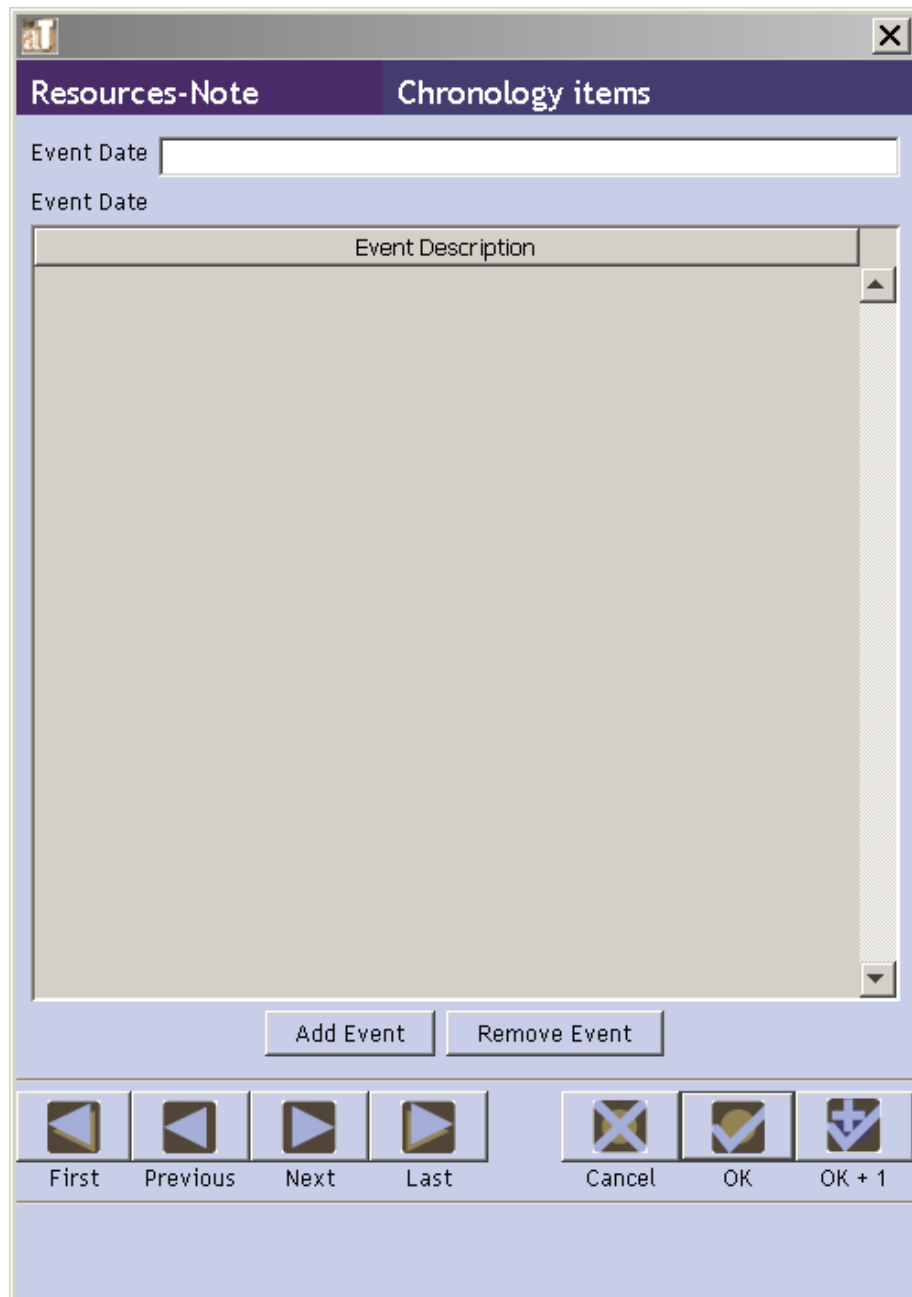 aT
Resources-Note Chronology items
Event Date
Event Date
Event Description
Add Event Remove Event
First Previous Next Last Cancel OK OK + 1